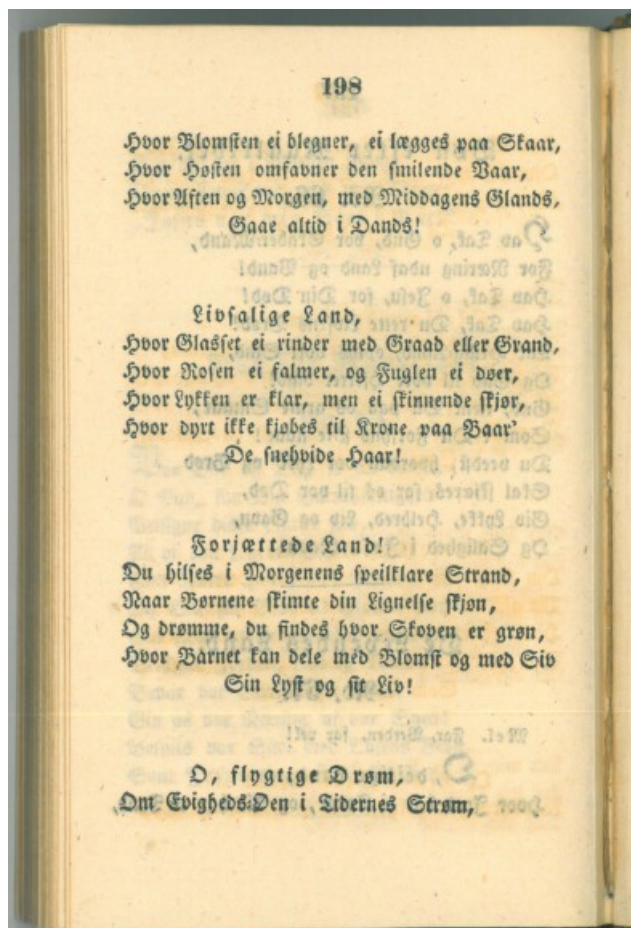 198
Hvor Blomsten ei blegner, ei lægges paa Skaar,
Hvor Høsten omfavner den smilende Vaar,
Hvor Aften og Morgen, med Middagens Glands,
Gaae altid i Dands!
Livsalige Land,
Hvor Glasset ei rinder med Graad eller Grand,
Hvor Rosen ei falmer, og Fuglen ei døer,
Hvor Lykken er klar, men ei skinnende skjør,
Hvor dyrt ikke kjøbes til Krone paa Baar'
De snehvide Haar!
Forjættede Land!
Du hilses i Morgenens speilklare Strand,
Naar Børnene skimte din Lignelse skjøn,
Og drømme, du findes hvor Skoven er grøn,
Hvor Barnet kan dele med Blomst og med Siv
Sin Lyst og sit Liv!
O, flygtige Drøm,
Om Evigheds-Øen i Tidernes Strøm,